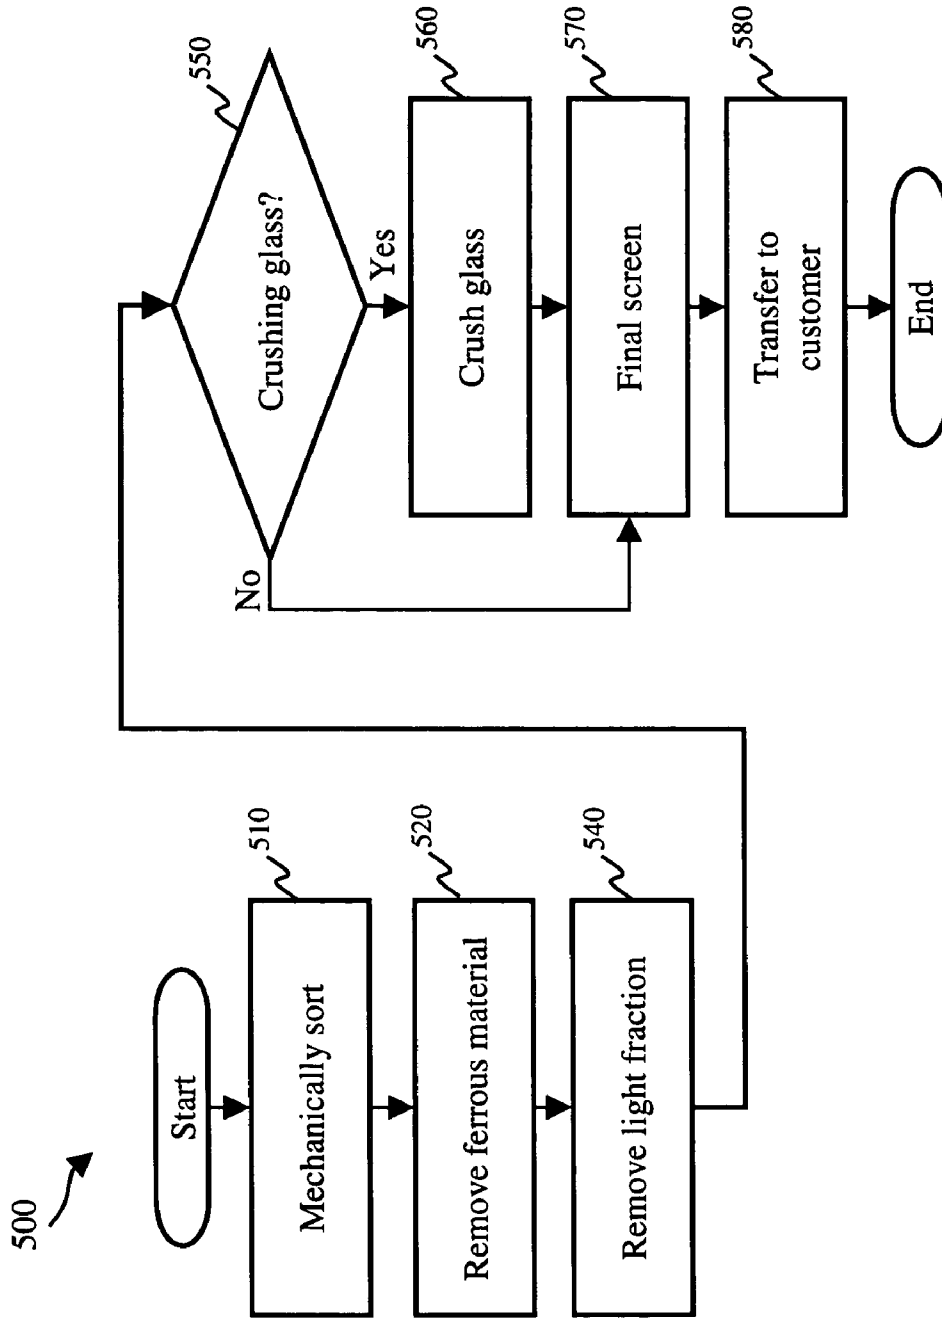 500
Start
510
Mechanically sort
520
Remove ferrous material
540
Remove light fraction
550
Crushing glass?
No
Yes
560
Crush glass
570
Final screen
580
Transfer to
customer
End